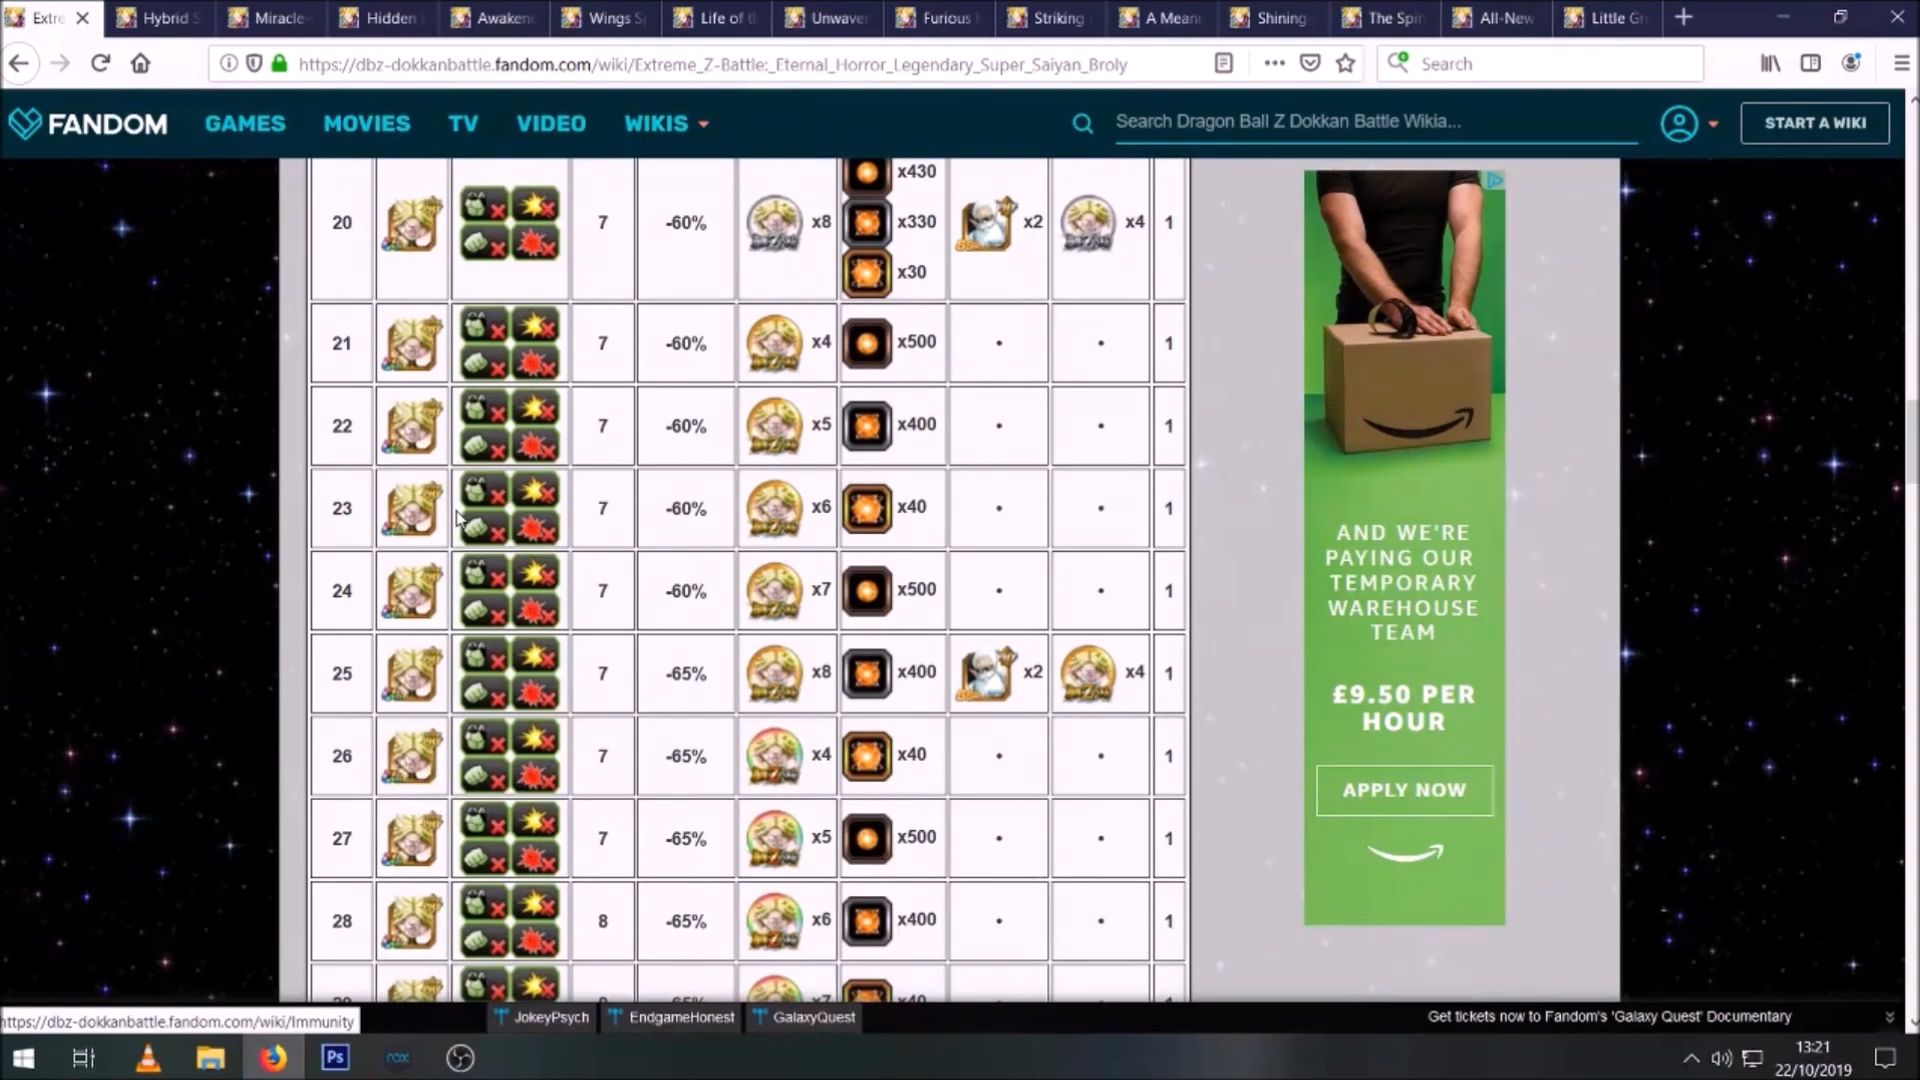 Extre
Hybrid S
Miracle
Hidden
Awaken
Wings S
Life of t
Unwaver
Furious
Striking
A Mean
Shining
The Spi
All-New
Little Gr
https://dbz-dokkanbattle.fandom.com/wiki/Extreme_Z-Battle:_Eternal_Horror_Legendary_Super_Saiyan_Broly
Search
FANDOM
GAMES
MOVIES
TV
VIDEO
WIKIS
Search Dragon Ball Z Dokkan Battle Wikia...
START A WIKI
x430
20 7 -60% x8 x330 x2 x4 1
x30
21 7 -60% x4 x500 • • 1
22 7 -60% x5 x400 • • 1
23 7 -60% x6 x40 • • 1
24 7 -60% x7 x500 • • 1
25 7 -65% x8 x400 x2 x4 1
26 7 -65% x4 x40 • • 1
27 7 -65% x5 x500 • • 1
28 8 -65% x6 x400 • • 1
AND WE'RE
PAYING OUR
TEMPORARY
WAREHOUSE
TEAM
£9.50 PER
HOUR
APPLY NOW
https://dbz-dokkanbattle.fandom.com/wiki/Immunity
JokeyPsych
EndgameHonest
GalaxyQuest
Get tickets now to Fandom's 'Galaxy Quest' Documentary
Ps
nox
13:21
22/10/2019